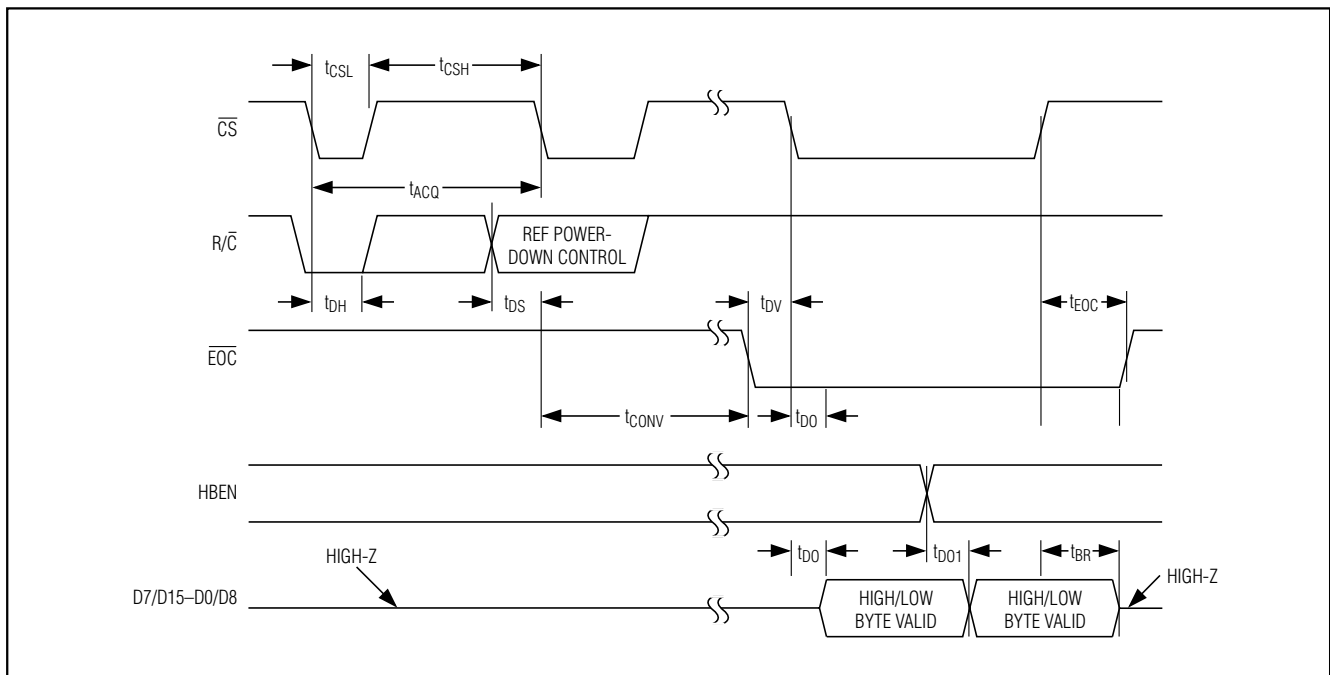 tCSL
tCSH
CS
tACQ
R/C
REF POWER-
DOWN CONTROL
tDH
tDS
tDV
tEOC
EOC
tCONV
tDO
HBEN
tDO
tDO1
tBR
HIGH-Z
HIGH-Z
D7/D15–D0/D8
HIGH/LOW
BYTE VALID
HIGH/LOW
BYTE VALID